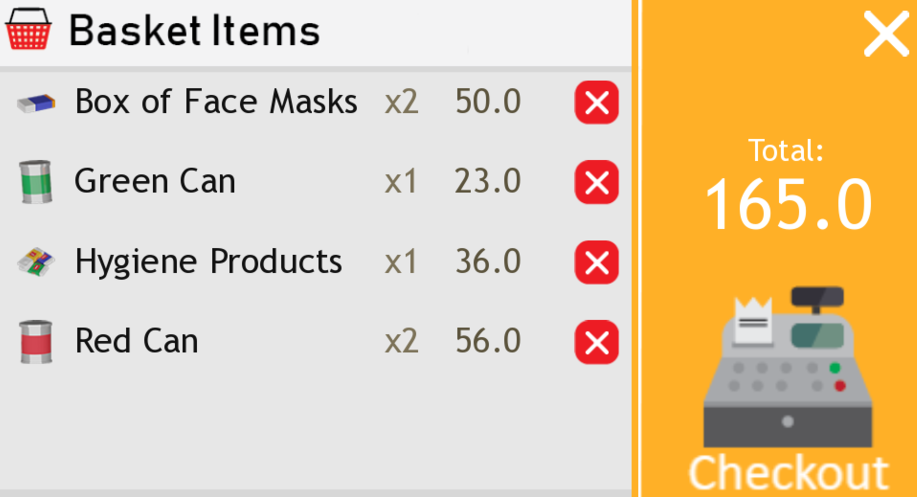 Basket Items
Box of Face Masks x2 50.0
Green Can x1 23.0
Hygiene Products x1 36.0
Red Can x2 56.0
Total:
165.0
Checkout